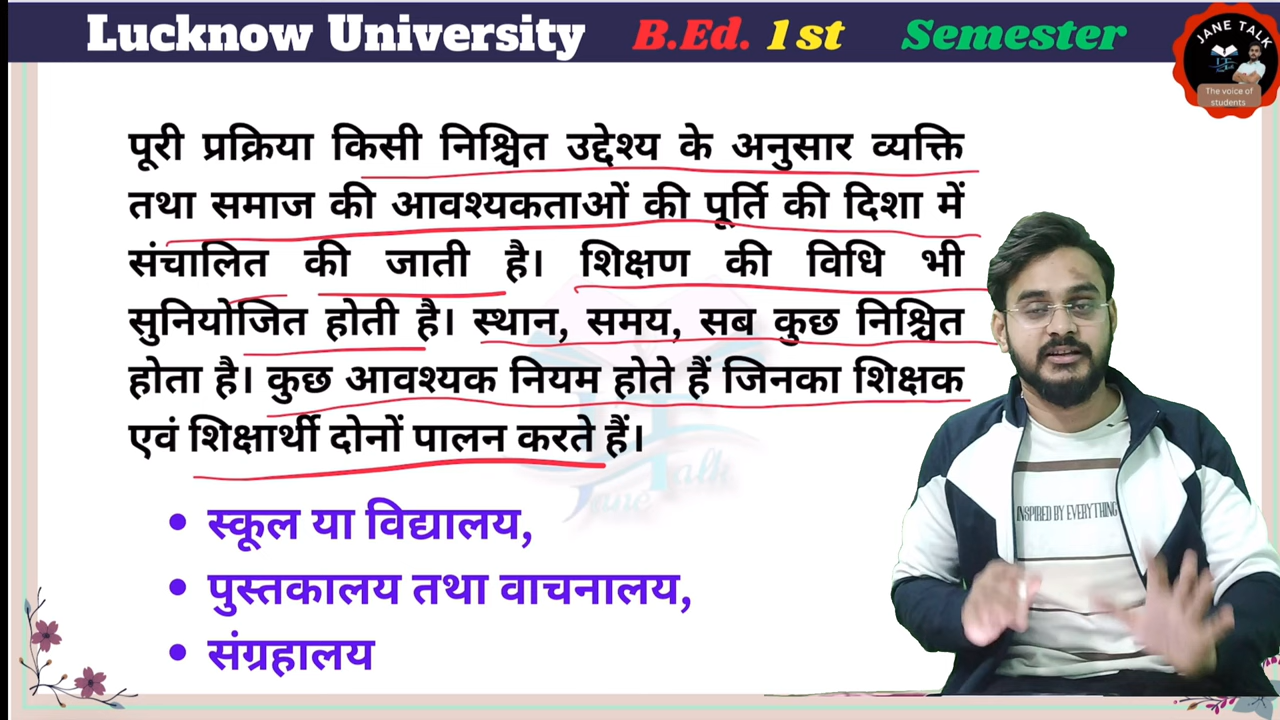 Lucknow University B.Ed. 1st Semester
JANE TALK
The voice of
students
पूरी प्रक्रिया किसी निश्चित उद्देश्य के अनुसार व्यक्ति
तथा समाज की आवश्यकताओं की पूर्ति की दिशा में
संचालित की जाती है। शिक्षण की विधि भी
सुनियोजित होती है। स्थान, समय, सब कुछ निश्चित
होता है। कुछ आवश्यक नियम होते हैं जिनका शिक्षक
एवं शिक्षार्थी दोनों पालन करते हैं।
Jane Talk
• स्कूल या विद्यालय,
• पुस्तकालय तथा वाचनालय,
• संग्रहालय
INSPIRED BY EVERYTHING